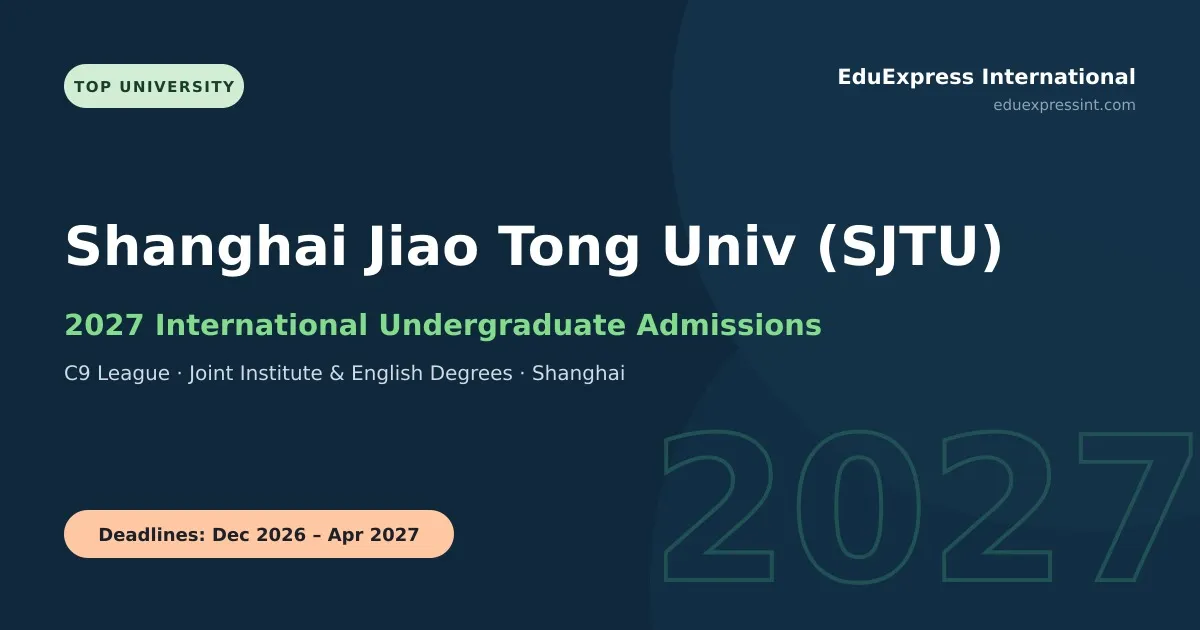 TOP UNIVERSITY
EduExpress International
eduexpressint.com
Shanghai Jiao Tong Univ (SJTU)
2027 International Undergraduate Admissions
C9 League · Joint Institute & English Degrees · Shanghai
Deadlines: Dec 2026 – Apr 2027
2027